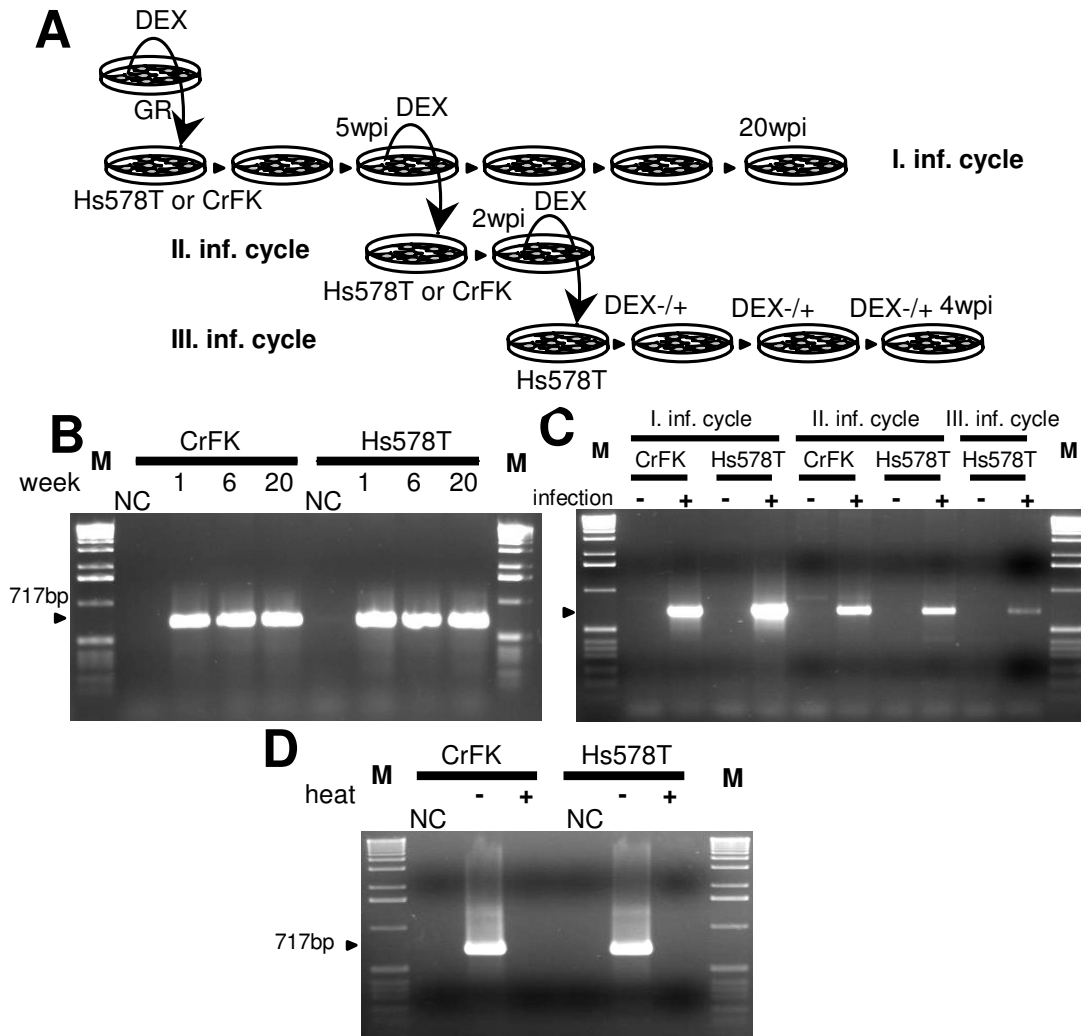 A
DEX
GR
5wpi
DEX
20wpi
I. inf. cycle
Hs578T or CrFK
2wpi
DEX
II. inf. cycle
Hs578T or CrFK
DEX-/+
DEX-/+
DEX-/+
4wpi
III. inf. cycle
Hs578T
B
M
CrFK
Hs578T
M
week
NC
1
6
20
NC
1
6
20
717bp
C
M
I. inf. cycle
II. inf. cycle
III. inf. cycle
M
CrFK
Hs578T
CrFK
Hs578T
Hs578T
infection
-
+
-
+
-
+
-
+
-
+
D
M
CrFK
Hs578T
M
heat
-
+
-
+
NC
NC
717bp